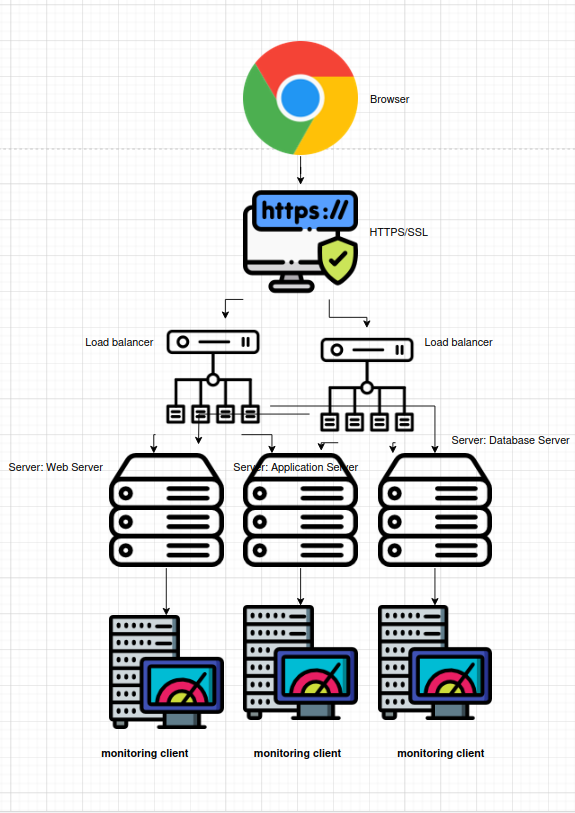 Browser
https://
HTTPS/SSL
Load balancer
Load balancer
Server: Database Server
Server: Web Server
Server: Application Server
monitoring client
monitoring client
monitoring client